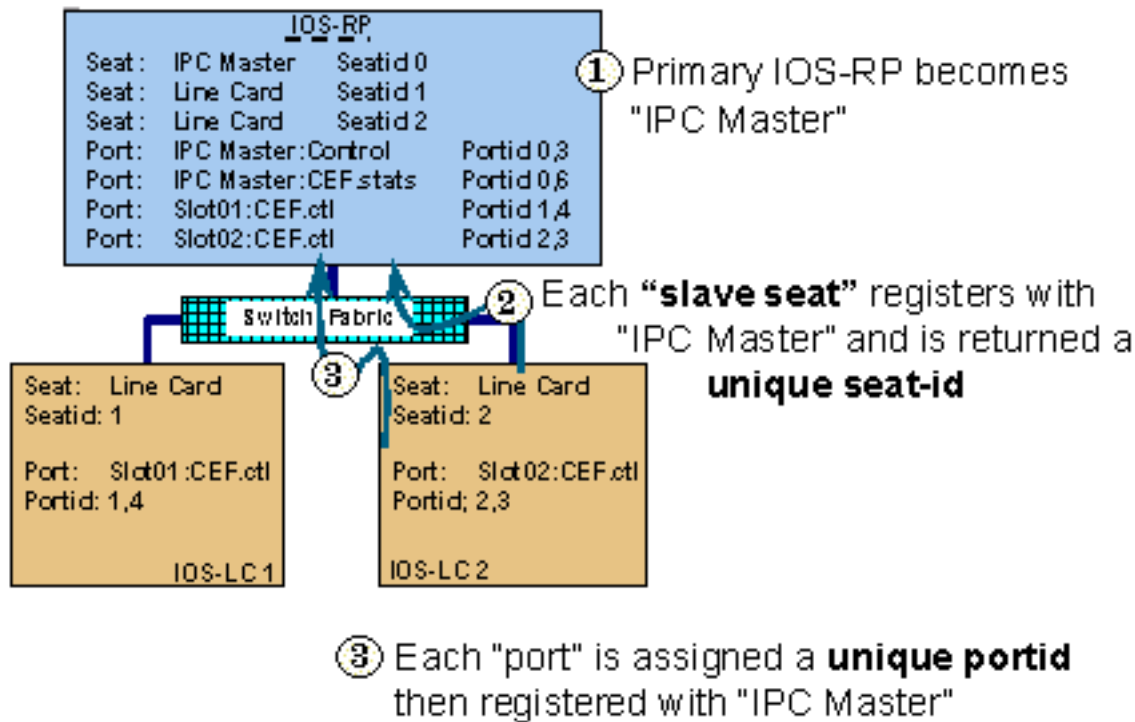 IOS-RP
Seat: IPC Master Seatid 0
Seat: Line Card Seatid 1
Seat: Line Card Seatid 2
Port: IPC Master:Control Portid 0,3
Port: IPC Master:CEF.stats Portid 0,6
Port: Slot01:CEF.ctl Portid 1,4
Port: Slot02:CEF.ctl Portid 2,3
1 Primary IOS-RP becomes
"IPC Master"
Switch Fabric
2 Each “slave seat” registers with
"IPC Master" and is returned a
unique seat-id
3
Seat: Line Card
Seatid: 1
Port: Slot01:CEF.ctl
Portid: 1,4
IOS-LC1
Seat: Line Card
Seatid: 2
Port: Slot02:CEF.ctl
Portid; 2,3
IOS-LC2
3 Each "port" is assigned a unique portid
then registered with "IPC Master"